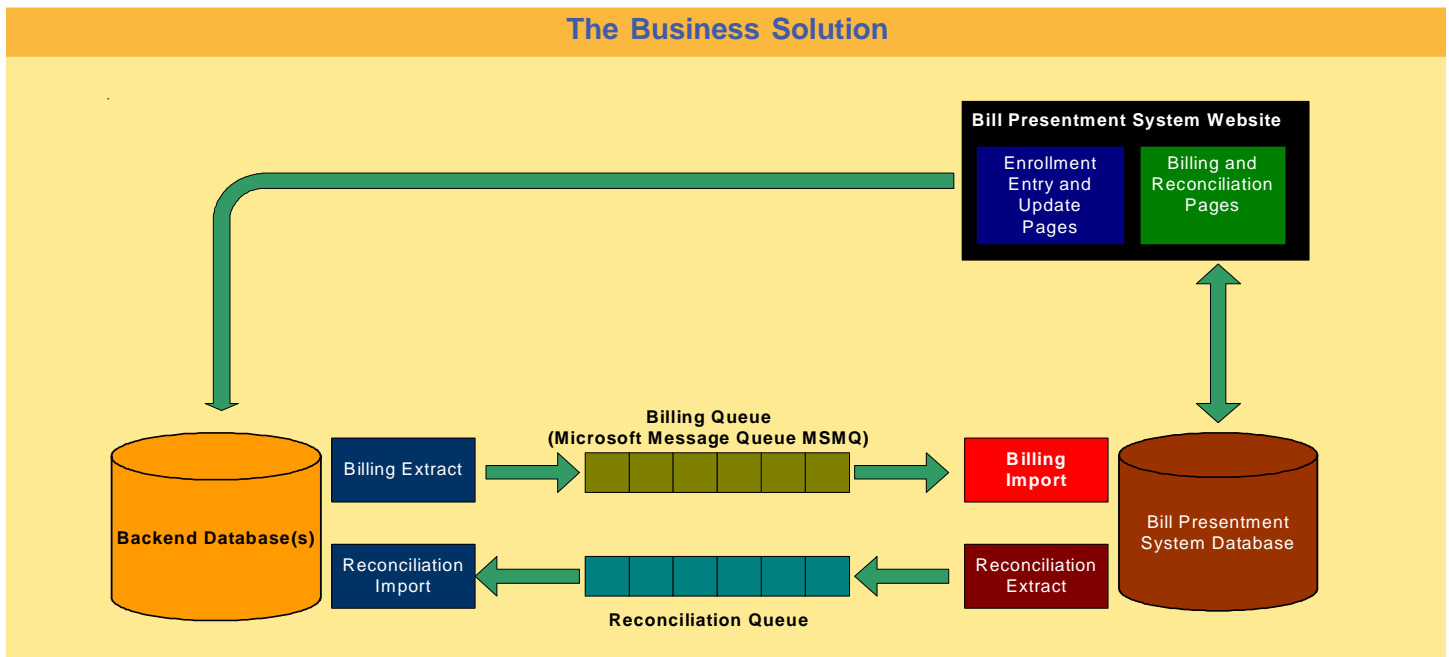 The Business Solution
Bill Presentment System Website
Enrollment
Entry and
Update
Pages
Billing and
Reconciliation
Pages
Billing Queue
(Microsoft Message Queue MSMQ)
Billing Extract
Billing
Import
Backend Database(s)
Bill Presentment
System Database
Reconciliation
Import
Reconciliation
Extract
Reconciliation Queue